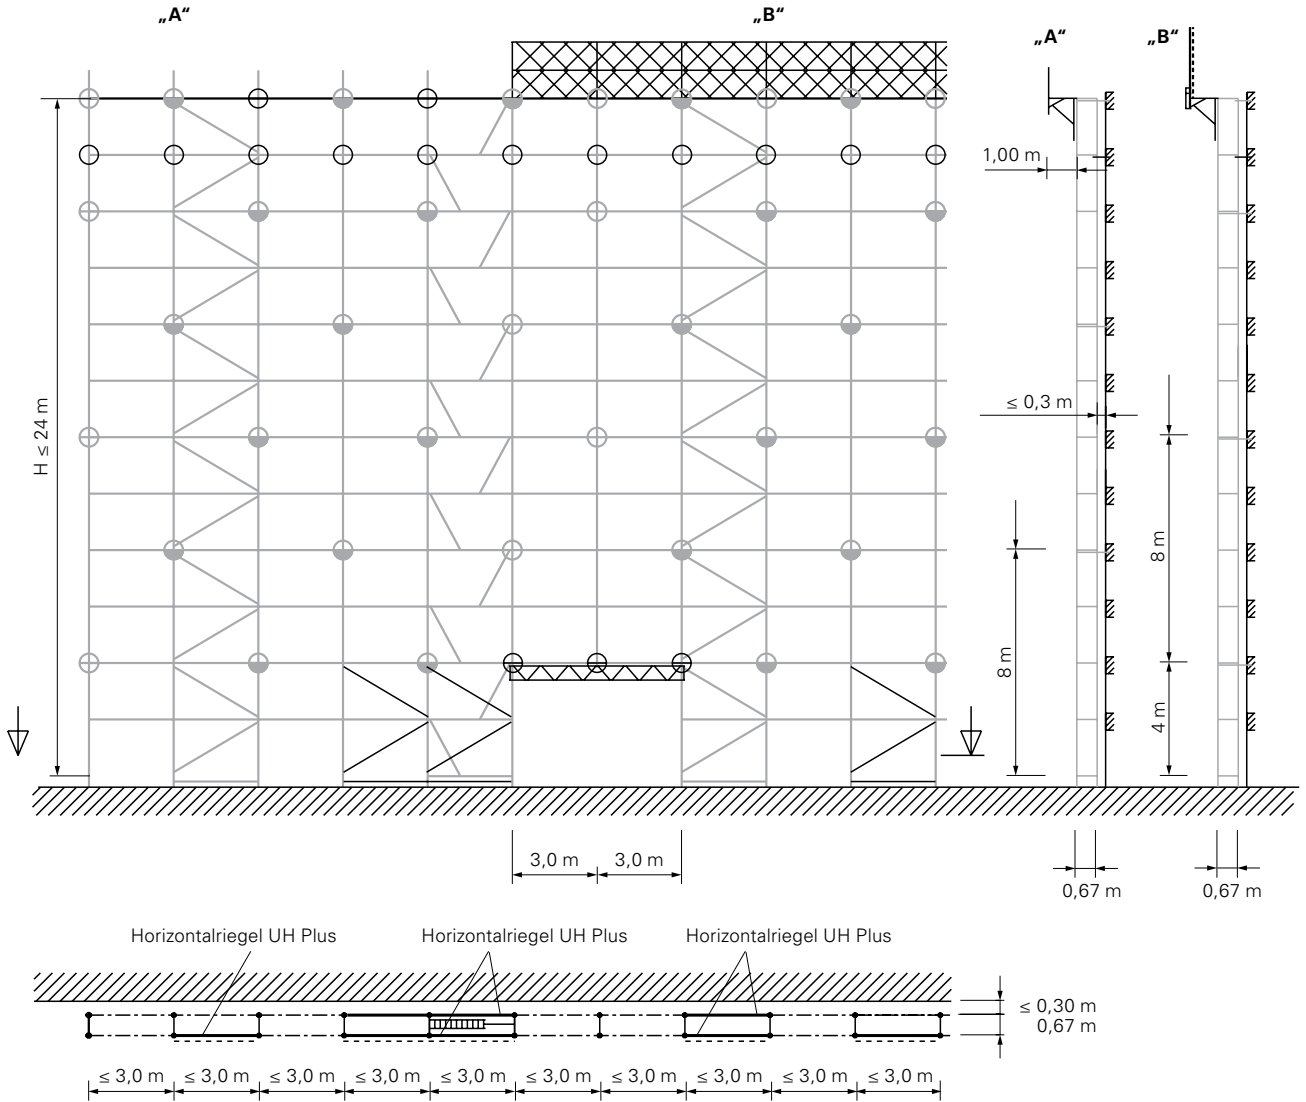 „A“
„B“
„A“
„B“
1,00 m
≤ 0,3 m
H ≤ 24 m
8 m
8 m
4 m
3,0 m
3,0 m
0,67 m
0,67 m
Horizontalriegel UH Plus
Horizontalriegel UH Plus
Horizontalriegel UH Plus
≤ 0,30 m
0,67 m
≤ 3,0 m
≤ 3,0 m
≤ 3,0 m
≤ 3,0 m
≤ 3,0 m
≤ 3,0 m
≤ 3,0 m
≤ 3,0 m
≤ 3,0 m
≤ 3,0 m